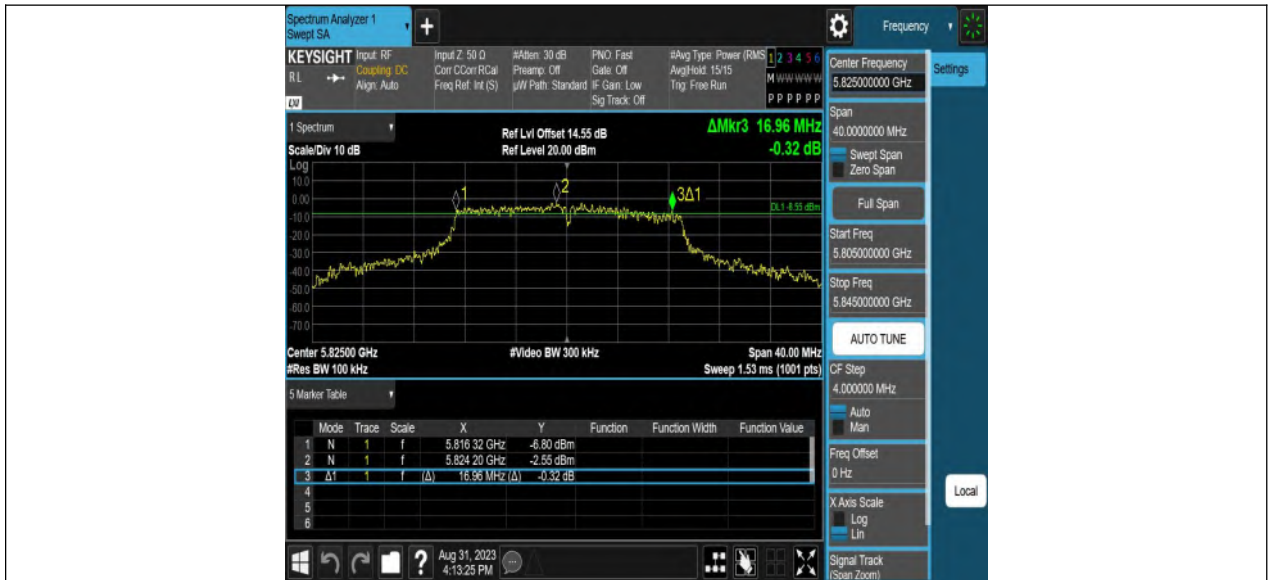 Spectrum Analyzer 1
Swept SA
+
Frequency
KEYSIGHT
RL
LXI
Input: RF
Coupling: DC
Align: Auto
Input Z: 50 Ω
Corr CCorr RCal
Freq Ref: Int (S)
#Atten: 30 dB
Preamp: Off
µW Path: Standard
PNO: Fast
Gate: Off
IF Gain: Low
Sig Track: Off
#Avg Type: Power (RMS
Avg|Hold: 15/15
Trig: Free Run
1 2 3 4 5 6
M W W W W W
P P P P P P
1 Spectrum
Scale/Div 10 dB
Ref Lvl Offset 14.55 dB
Ref Level 20.00 dBm
ΔMkr3 16.96 MHz
-0.32 dB
Log
10.0
0.00
-10.0
-20.0
-30.0
-40.0
-50.0
-60.0
-70.0
1
2
3Δ1
DL1 -8.55 dBm
Center 5.82500 GHz
#Video BW 300 kHz
Span 40.00 MHz
#Res BW 100 kHz
Sweep 1.53 ms (1001 pts)
5 Marker Table
Mode Trace Scale X Y Function Function Width Function Value
1 N 1 f 5.816 32 GHz -6.80 dBm
2 N 1 f 5.824 20 GHz -2.55 dBm
3 Δ1 1 f (Δ) 16.96 MHz (Δ) -0.32 dB
4
5
6
?
Aug 31, 2023
4:13:25 PM
Center Frequency
5.825000000 GHz
Settings
Span
40.0000000 MHz
Swept Span
Zero Span
Full Span
Start Freq
5.805000000 GHz
Stop Freq
5.845000000 GHz
AUTO TUNE
CF Step
4.000000 MHz
Auto
Man
Freq Offset
0 Hz
X Axis Scale
Log
Lin
Local
Signal Track
(Span Zoom)